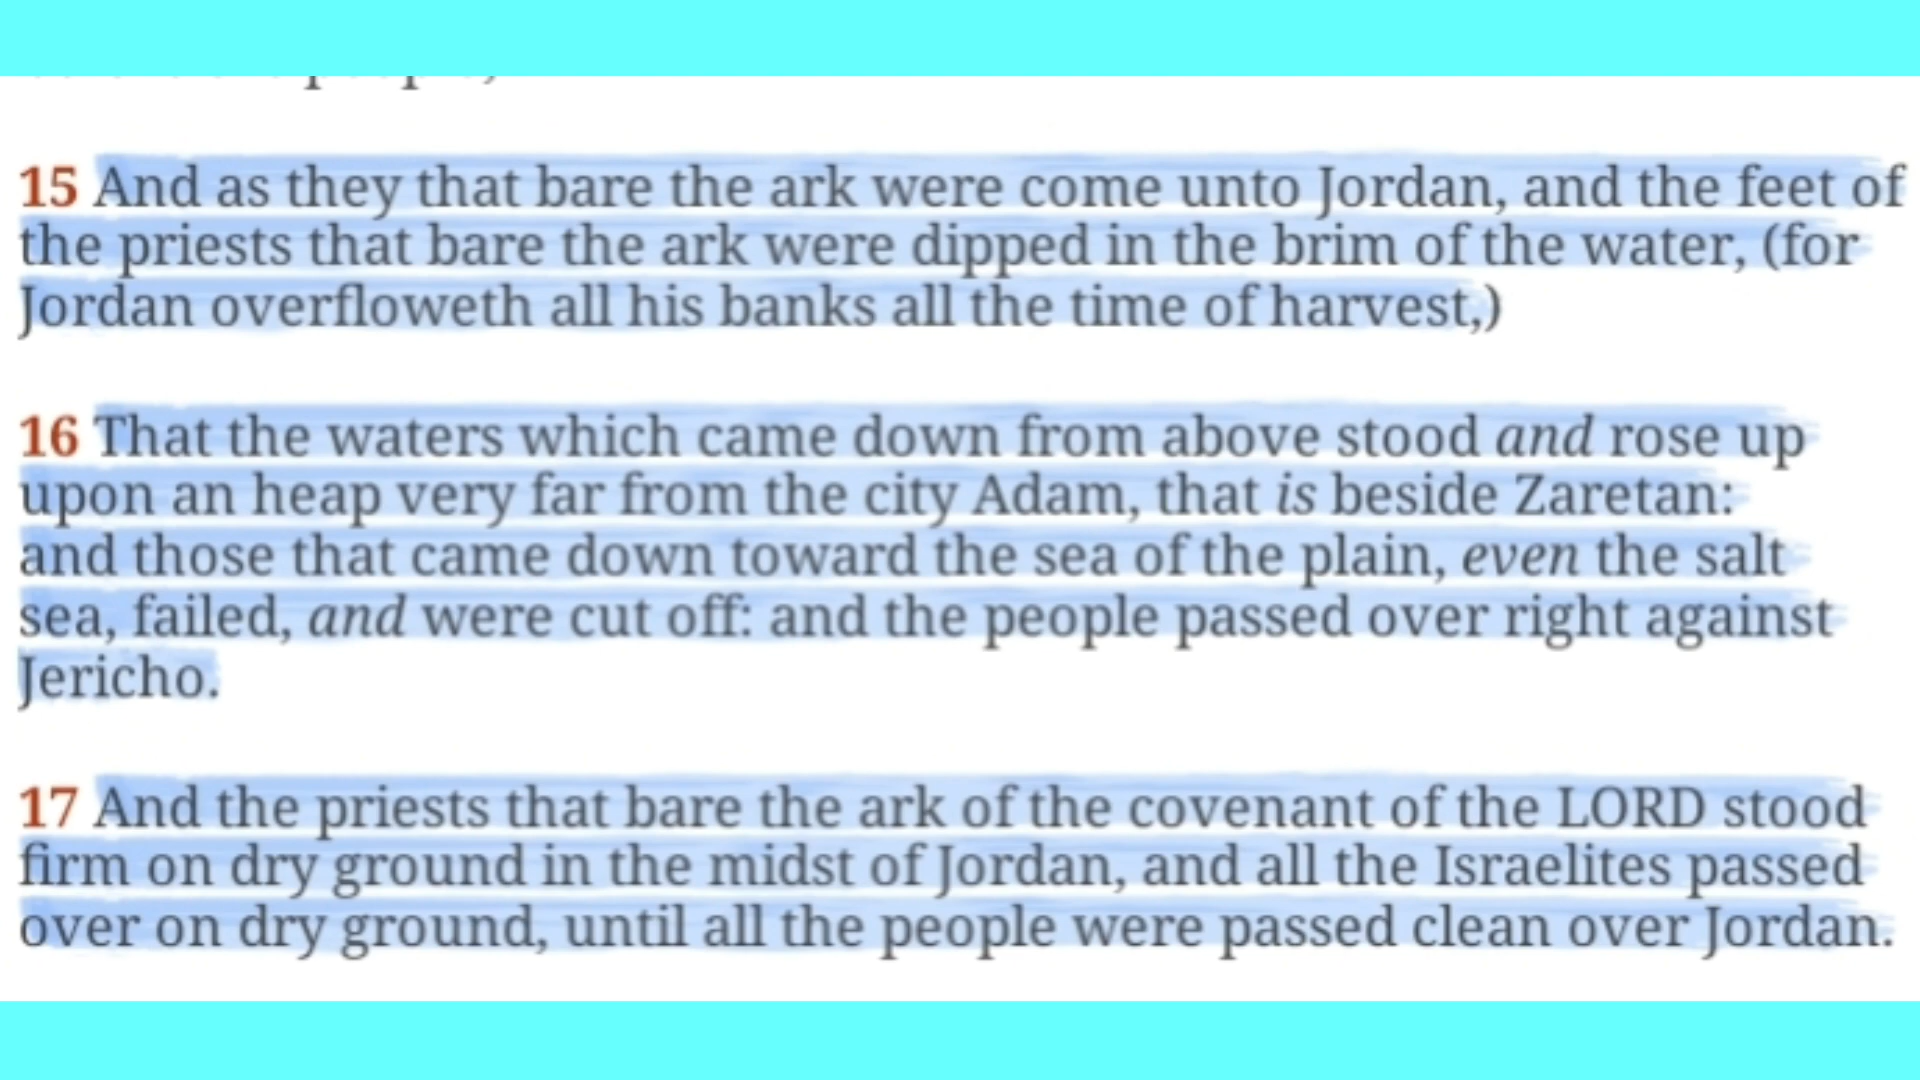 15 And as they that bare the ark were come unto Jordan, and the feet of
the priests that bare the ark were dipped in the brim of the water, (for
Jordan overfloweth all his banks all the time of harvest,)
16 That the waters which came down from above stood and rose up
upon an heap very far from the city Adam, that is beside Zaretan:
and those that came down toward the sea of the plain, even the salt
sea, failed, and were cut off: and the people passed over right against
Jericho.
17 And the priests that bare the ark of the covenant of the LORD stood
firm on dry ground in the midst of Jordan, and all the Israelites passed
over on dry ground, until all the people were passed clean over Jordan.